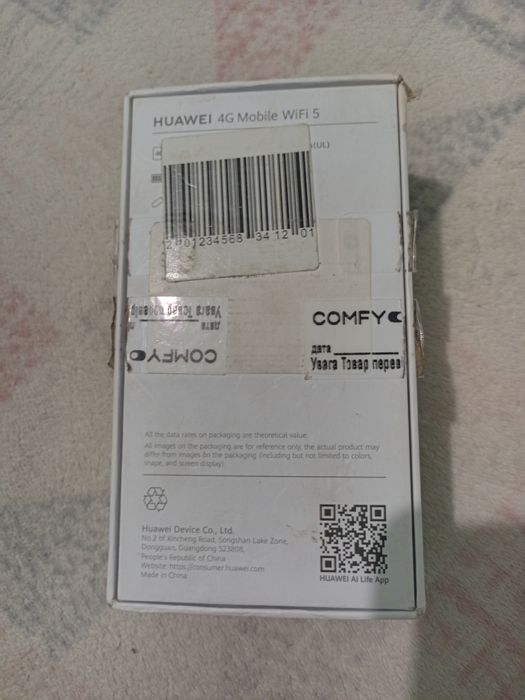 HUAWEI 4G Mobile WiFi 5
(UL)
2 01234568 34 12 01
COMFY
дата
Увага Товар перев
COMFY
дата
Увага Товар
All the data rates on packaging are theoretical value.
All images on the packaging are for reference only, the actual product may
differ from images on the packaging (including but not limited to colors,
shape, and screen display).
Huawei Device Co., Ltd.
No.2 of Xincheng Road, Songshan Lake Zone,
Dongguan, Guangdong 523808,
People's Republic of China
Website: https://consumer.huawei.com
Made in China
HUAWEI AI Life App